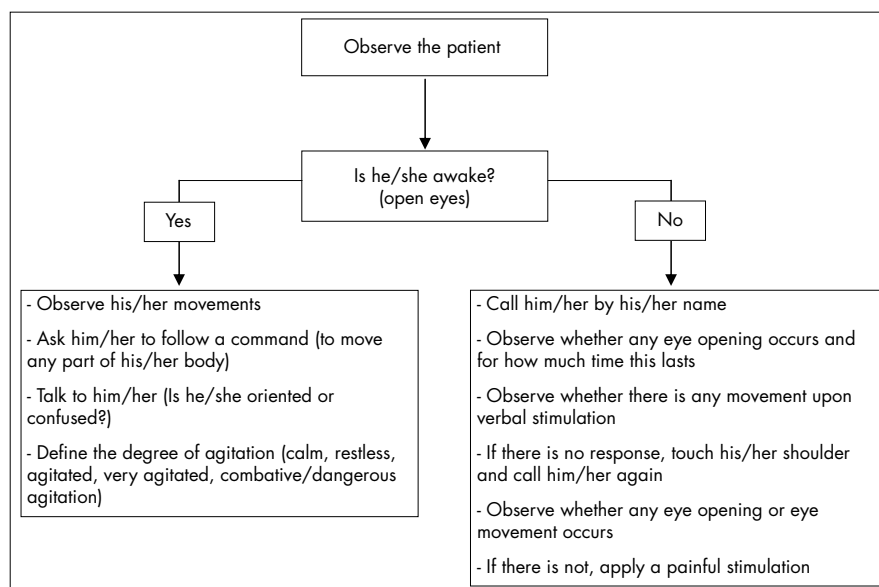 Observe the patient
Is he/she awake?
(open eyes)
Yes
No
- Observe his/her movements
- Ask him/her to follow a command (to move
any part of his/her body)
- Talk to him/her (Is he/she oriented or
confused?)
- Define the degree of agitation (calm, restless,
agitated, very agitated, combative/dangerous
agitation)
- Call him/her by his/her name
- Observe whether any eye opening occurs and
for how much time this lasts
- Observe whether there is any movement upon
verbal stimulation
- If there is no response, touch his/her shoulder
and call him/her again
- Observe whether any eye opening or eye
movement occurs
- If there is not, apply a painful stimulation